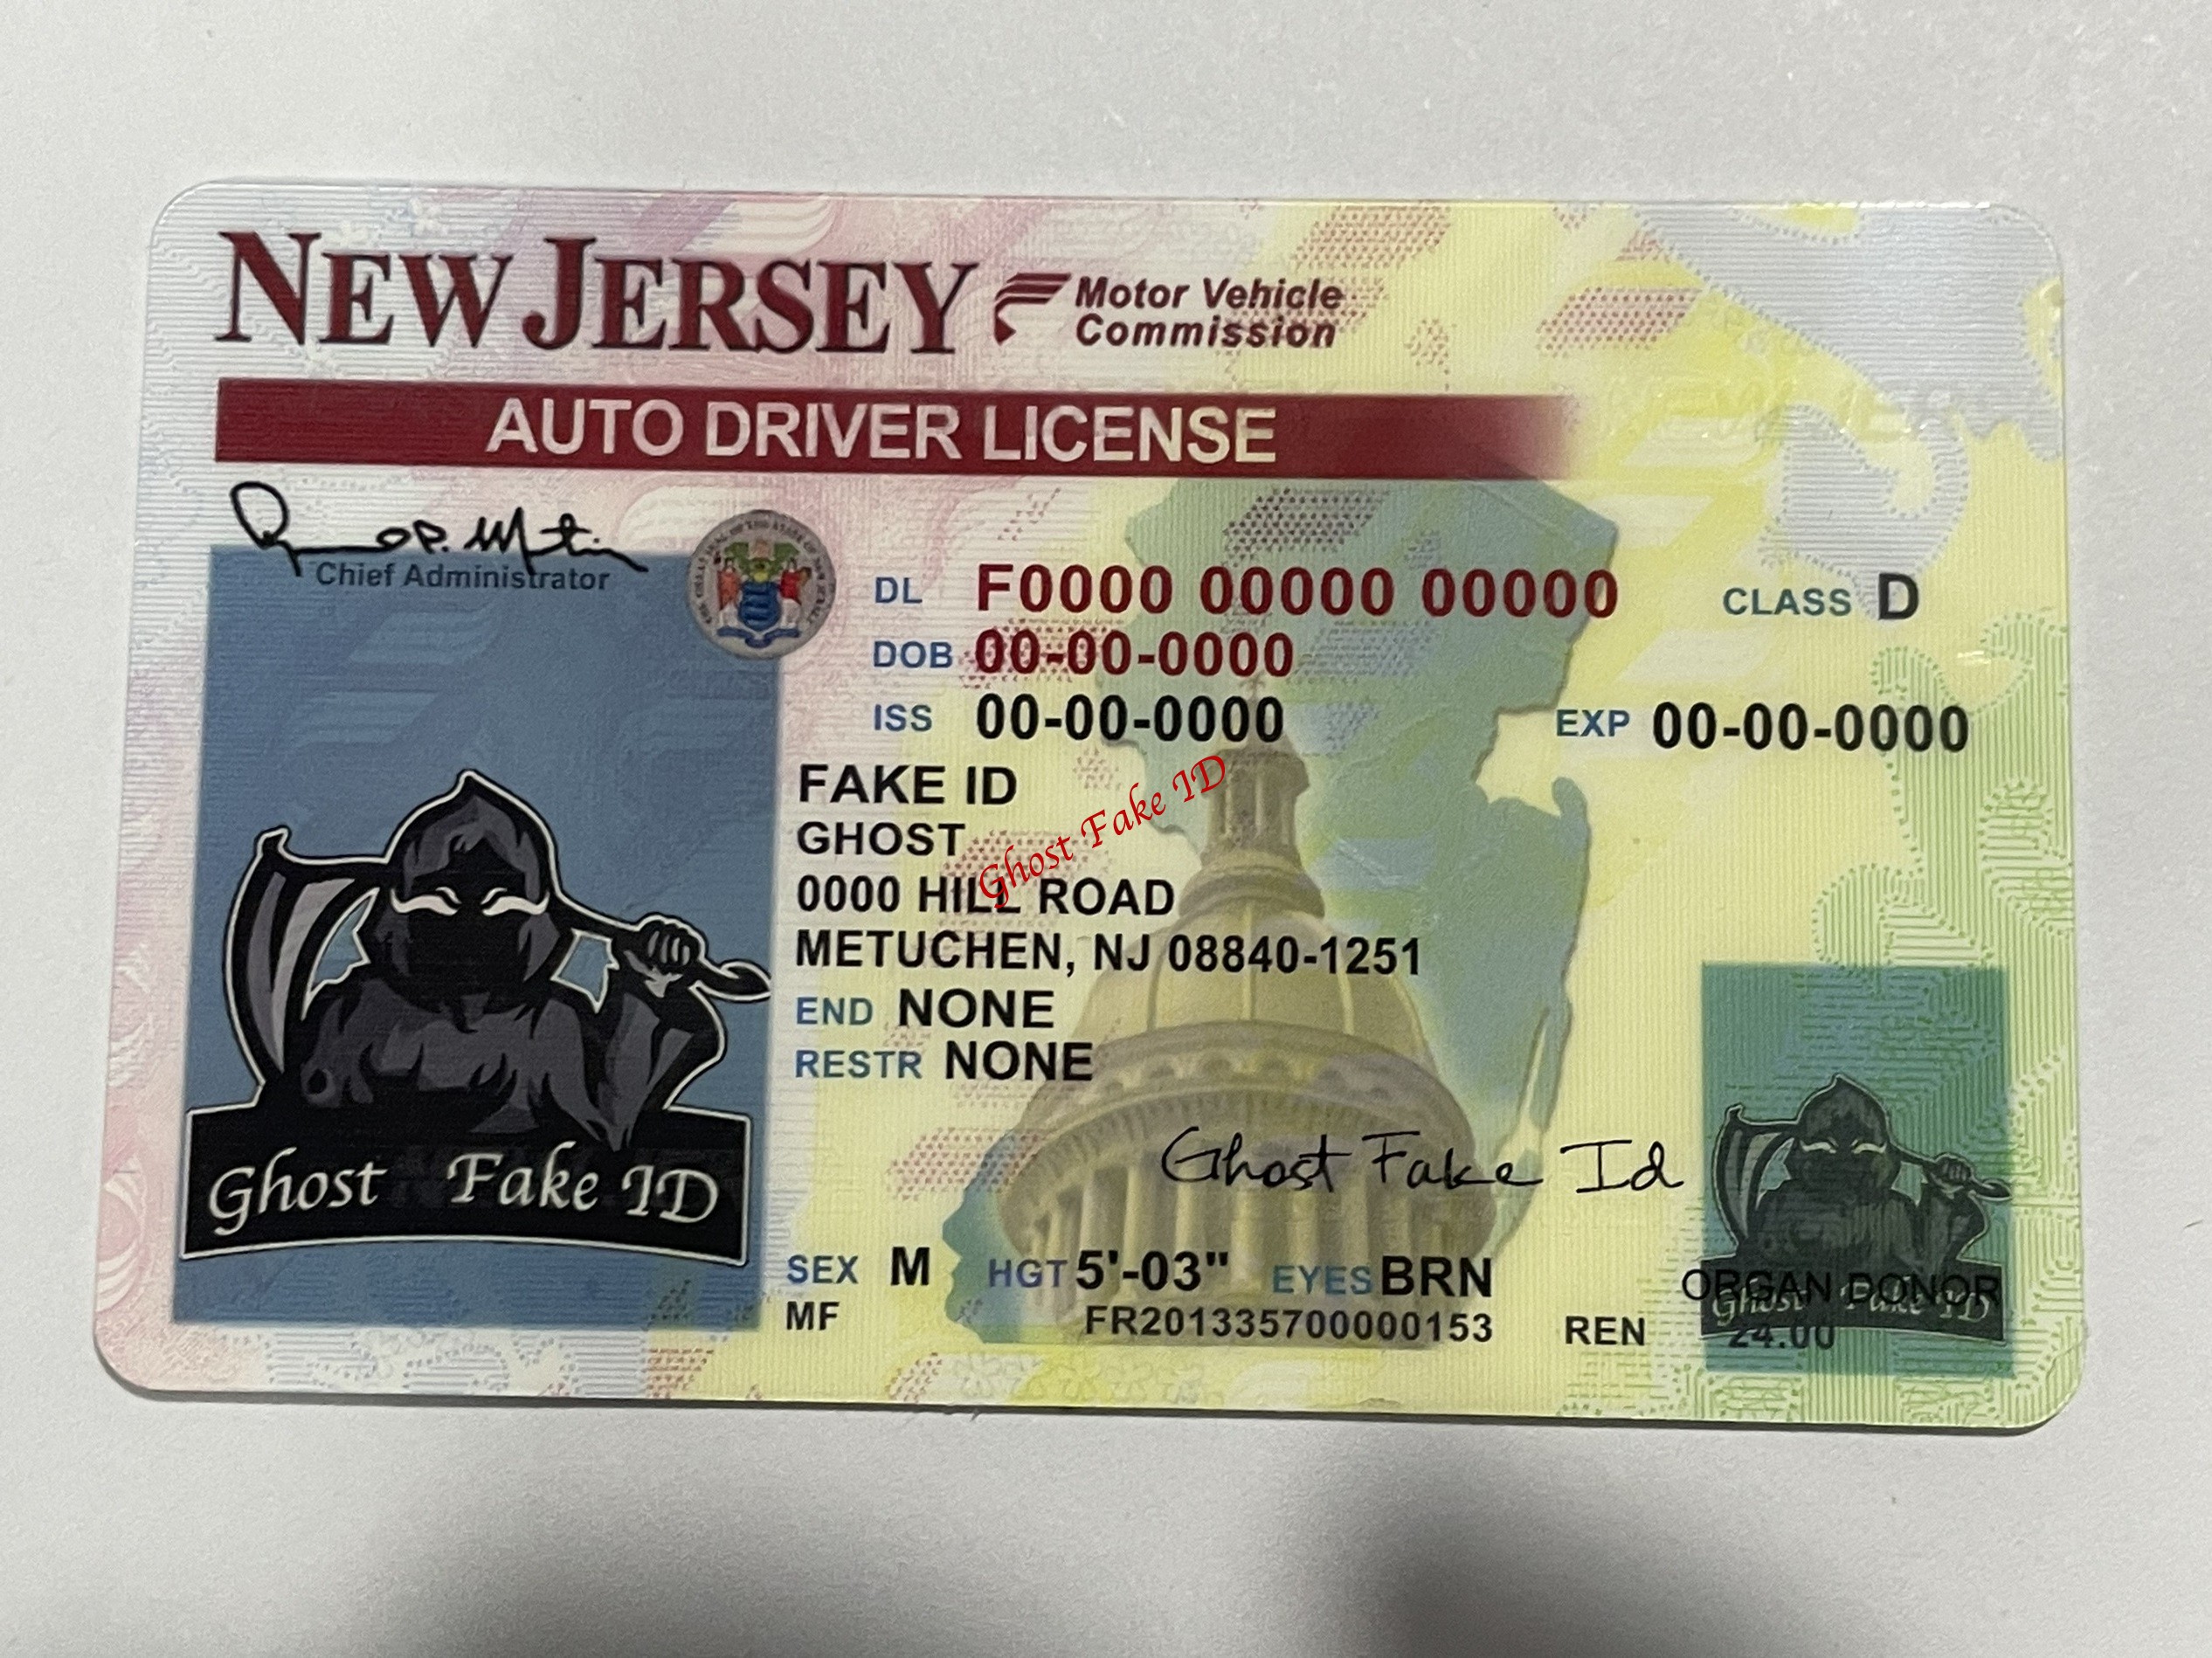 NEW JERSEY Motor Vehicle Commission
AUTO DRIVER LICENSE
Chief Administrator
DL F0000 00000 00000 CLASS D
DOB 00-00-0000
ISS 00-00-0000 EXP 00-00-0000
FAKE ID
GHOST
0000 HILL ROAD
METUCHEN, NJ 08840-1251
END NONE
RESTR NONE
Ghost Fake ID
Ghost Fake Id
Ghost Fake ID
SEX M HGT 5'-03" EYES BRN
ORGAN DONOR
Ghost Fake ID
MF FR201335700000153 REN 24.00